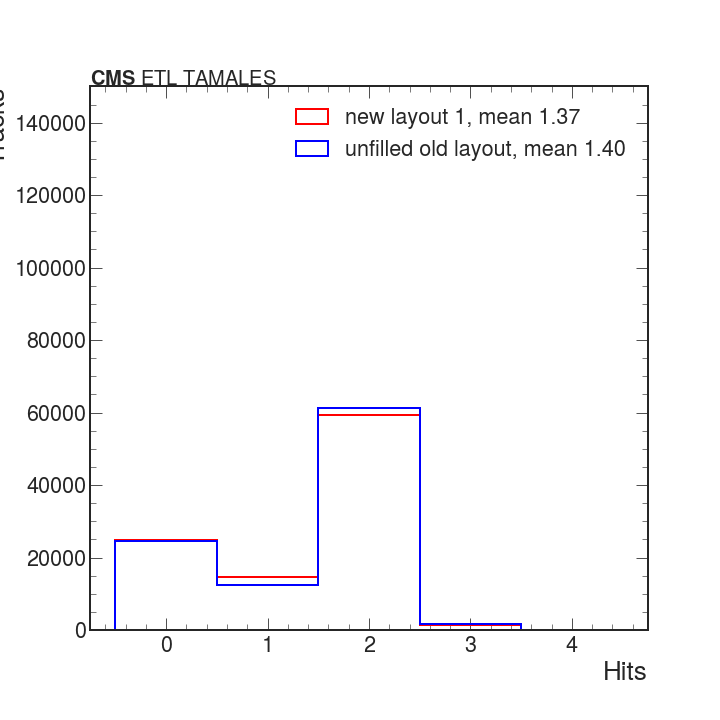 CMS ETL TAMALES
new layout 1, mean 1.37
unfilled old layout, mean 1.40
140000
120000
100000
80000
60000
40000
20000
0
0 1 2 3 4
Hits